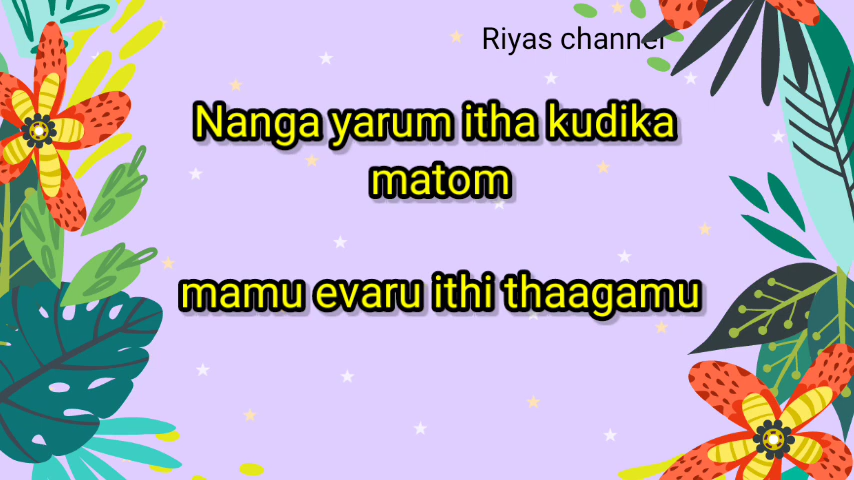 Riyas channel
Nanga yarum itha kudika
matom
mamu evaru ithi thaagamu